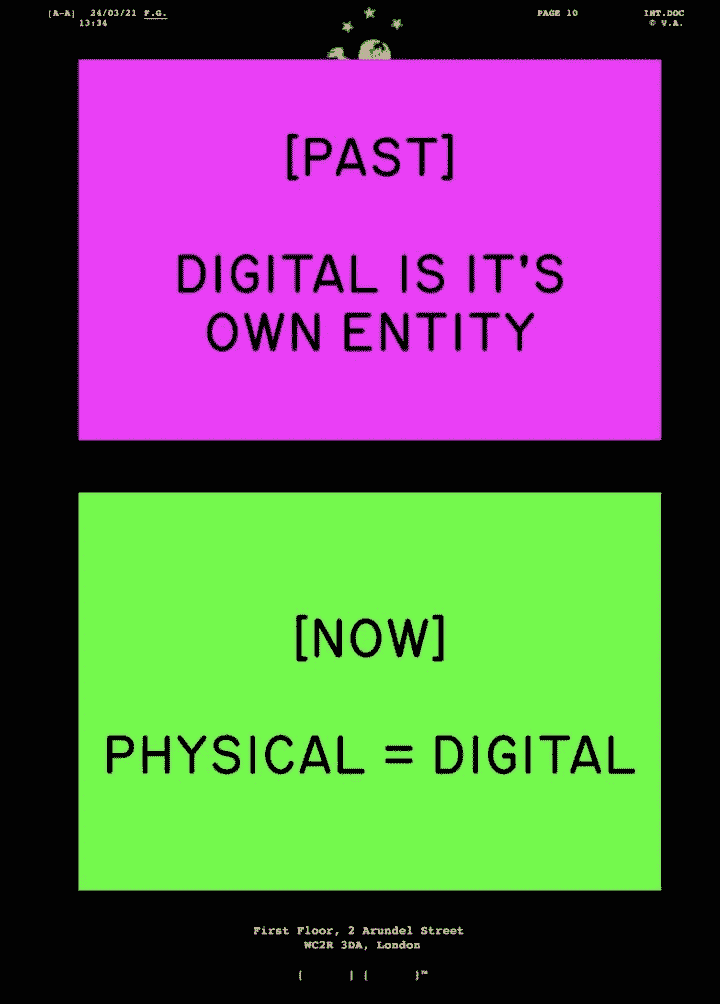 [A-A] 24/03/21 F.G.
13:34
PAGE 10
INT.DOC
© V.A.
[PAST]
DIGITAL IS IT'S
OWN ENTITY
[NOW]
PHYSICAL = DIGITAL
First Floor, 2 Arundel Street
WC2R 3DA, London
[ ] [ ]™